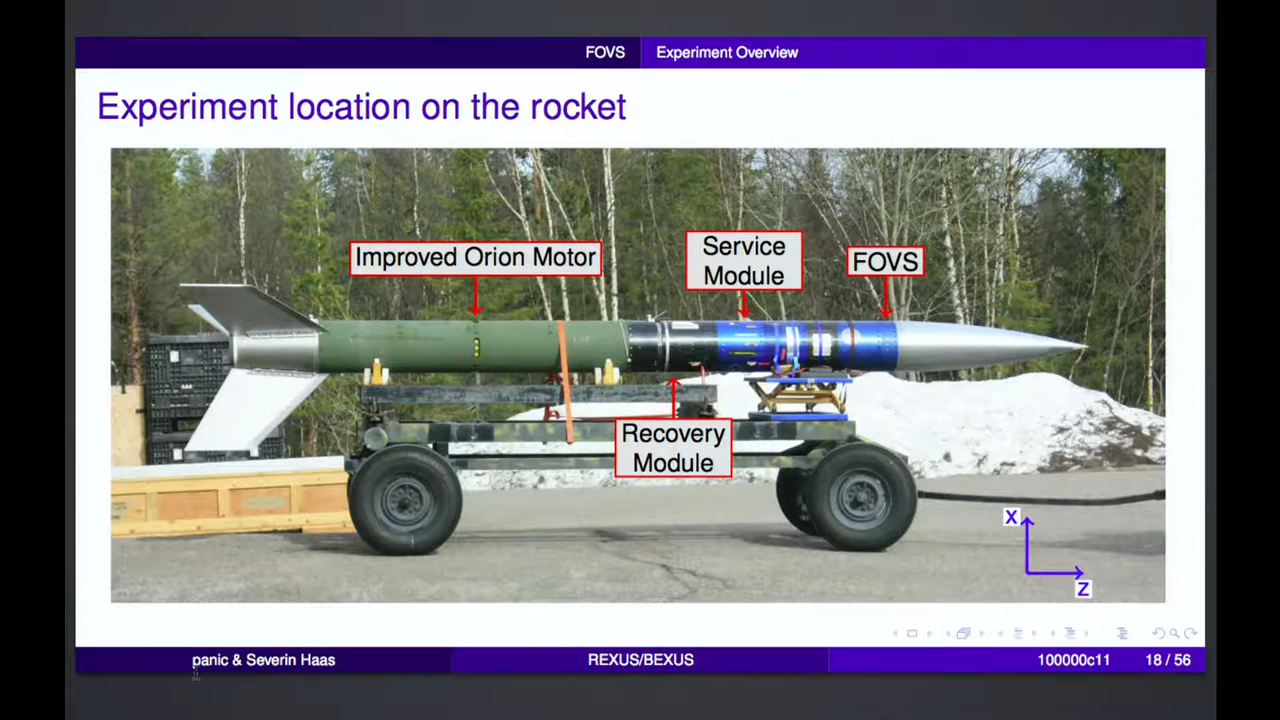 FOVS
Experiment Overview
Experiment location on the rocket
Improved Orion Motor
Service
Module
FOVS
Recovery
Module
X
Z
panic & Severin Haas
REXUS/BEXUS
100000c11
18 / 56